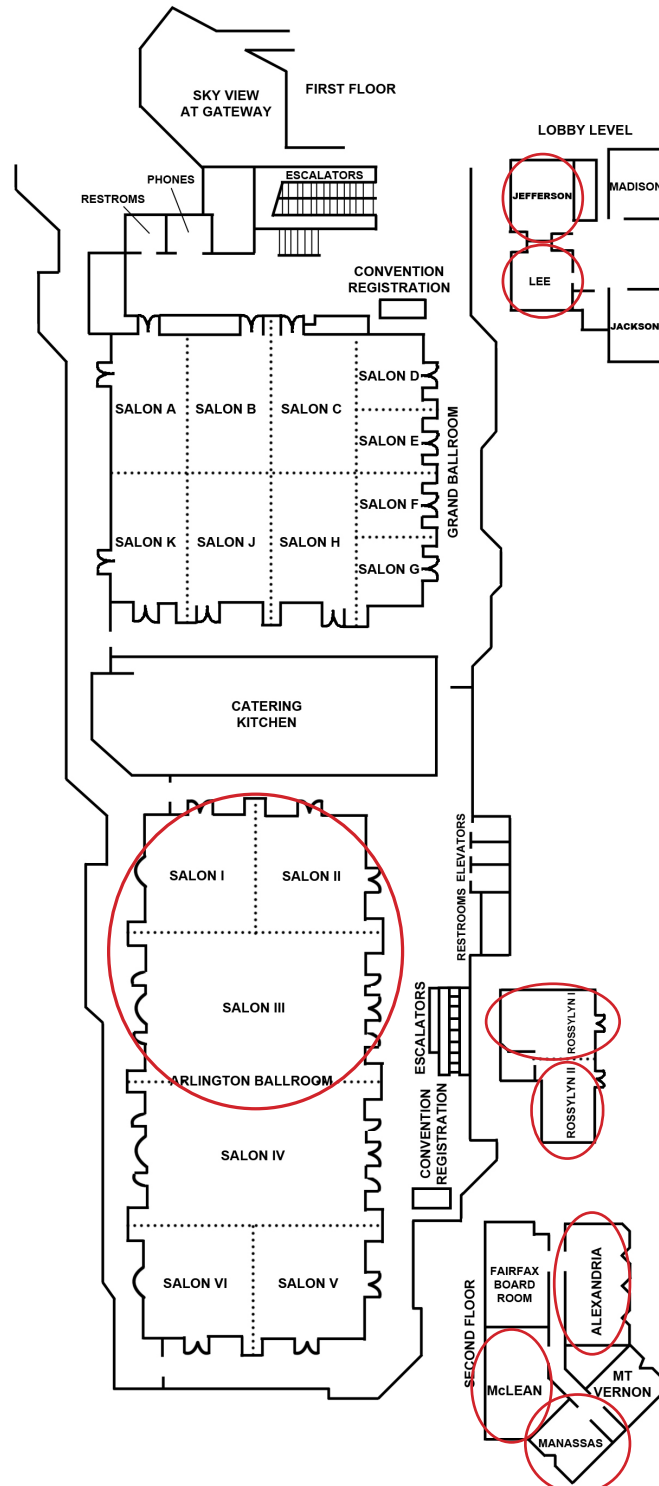 SKY VIEW
AT GATEWAY
FIRST FLOOR
LOBBY LEVEL
PHONES
RESTROMS
ESCALATORS
JEFFERSON
MADISON
LEE
JACKSON
CONVENTION
REGISTRATION
SALON A
SALON B
SALON C
SALON D
SALON E
SALON F
SALON G
GRAND BALLROOM
SALON K
SALON J
SALON H
CATERING
KITCHEN
SALON I
SALON II
SALON III
ARLINGTON BALLROOM
SALON IV
SALON VI
SALON V
RESTROOMS ELEVATORS
ESCALATORS
CONVENTION
REGISTRATION
ROSSYLYN I
ROSSYLYN II
SECOND FLOOR
FAIRFAX
BOARD
ROOM
ALEXANDRIA
McLEAN
MT
VERNON
MANASSAS